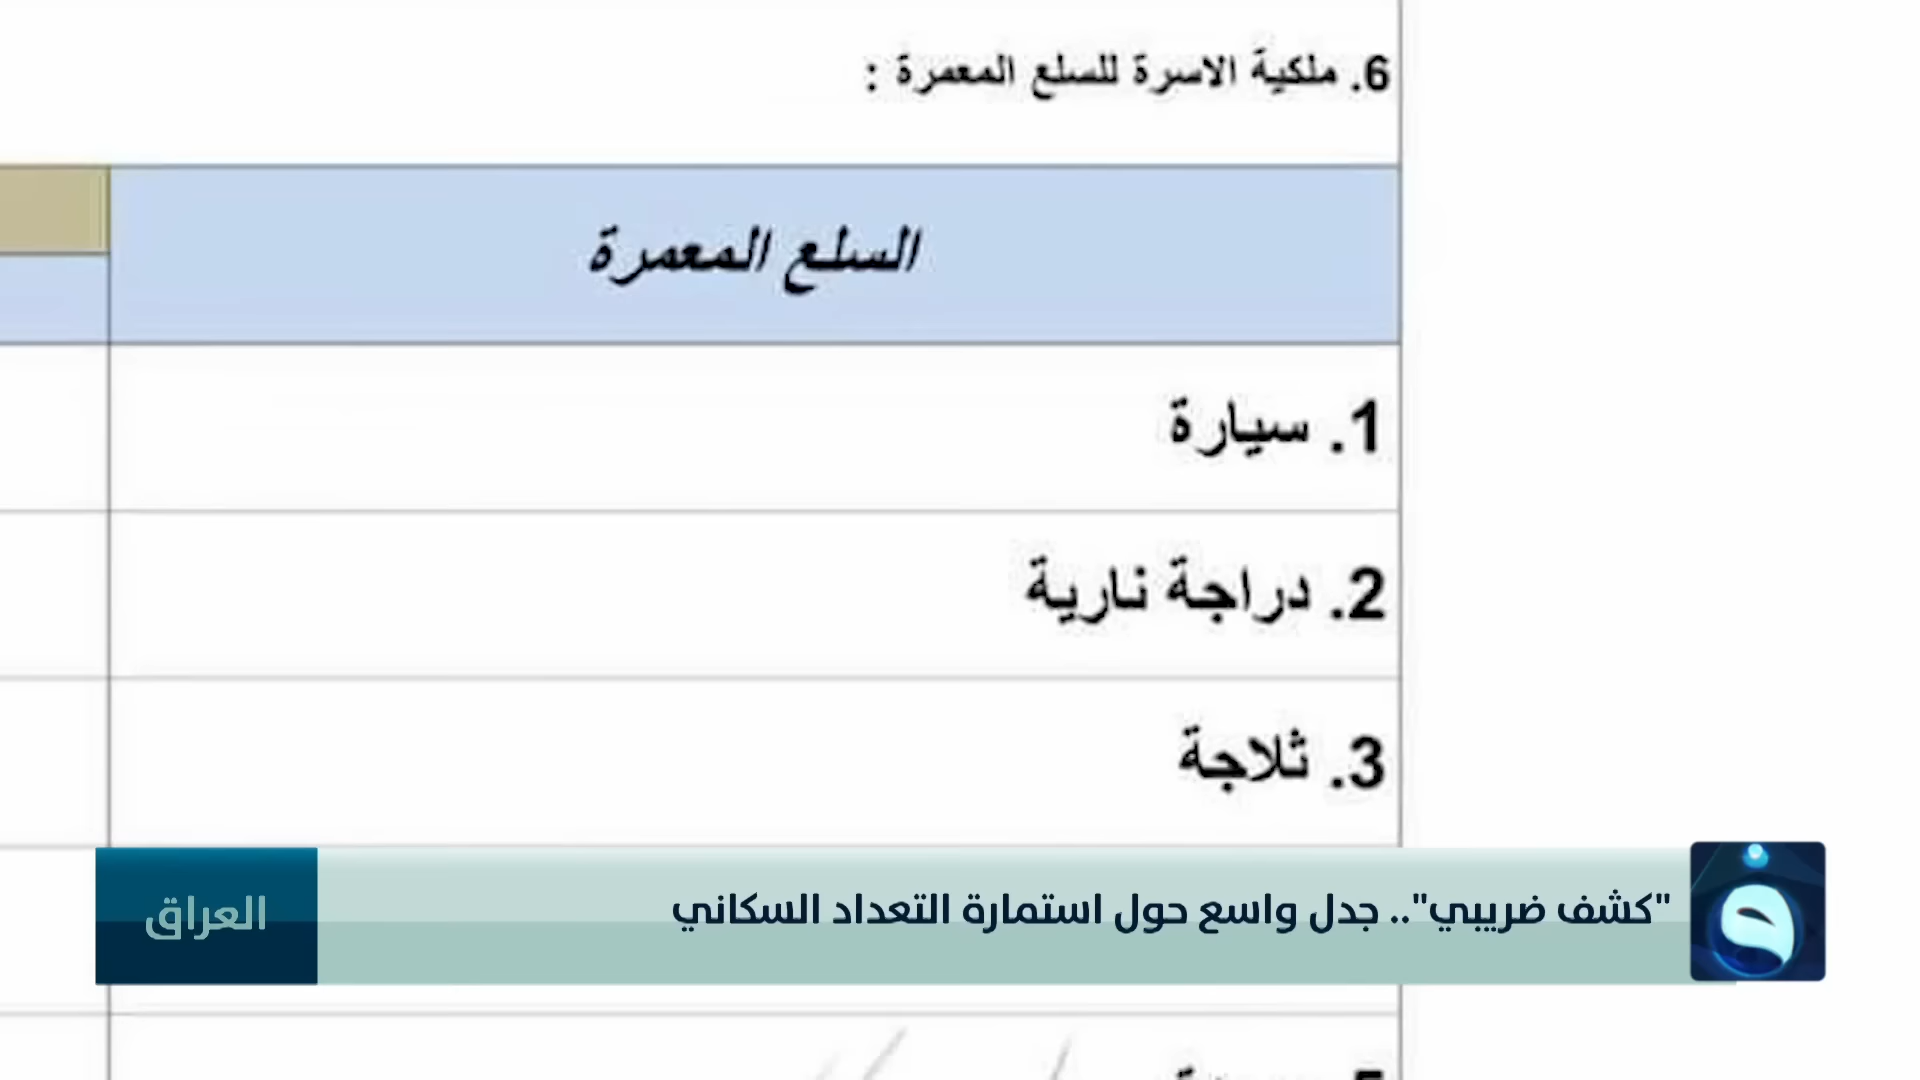 6. ملكية الاسرة للسلع المعمرة :
السلع المعمرة
1. سيارة
2. دراجة نارية
3. ثلاجة
"كشف ضريبي".. جدل واسع حول استمارة التعداد السكاني
العراق